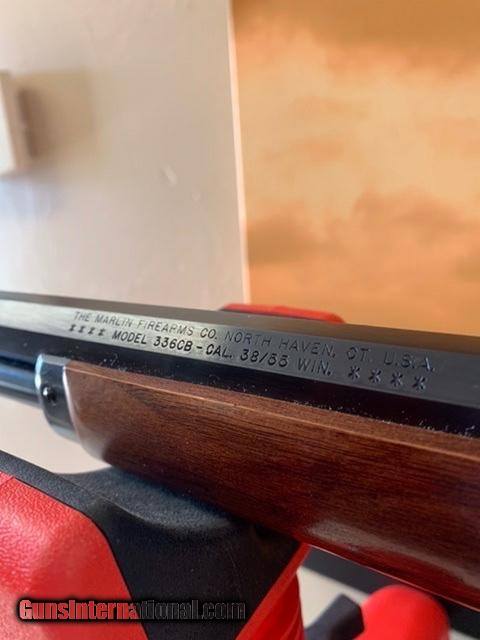 THE MARLIN FIREARMS CO. NORTH HAVEN, CT. U.S.A.
**** MODEL 336CB - CAL. 38/55 WIN. ****
GunsInternational.com